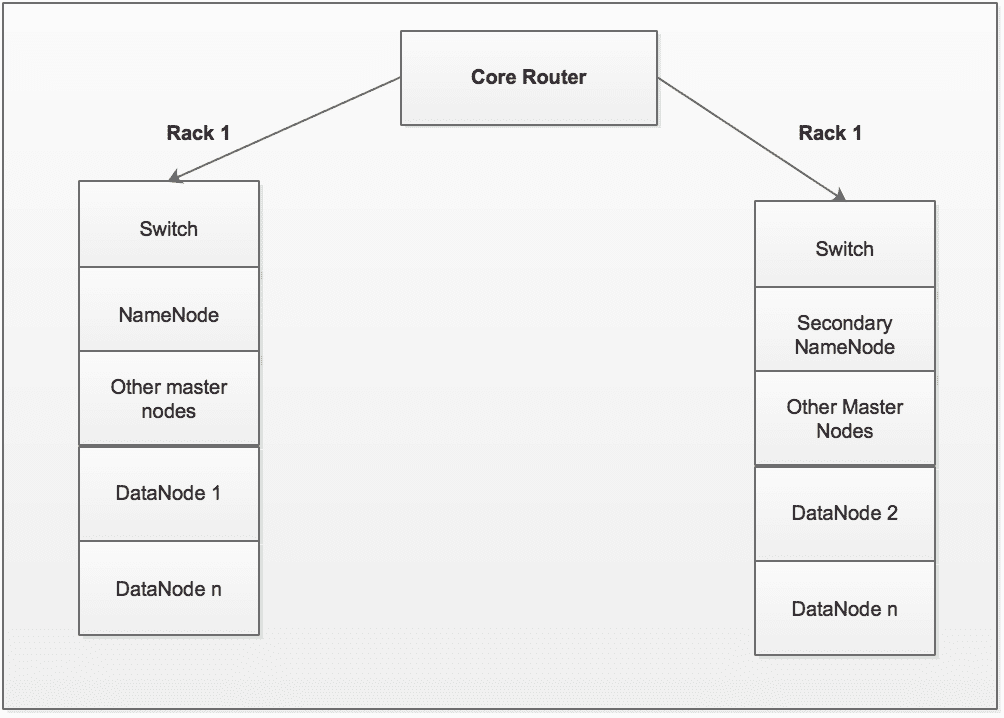 Core Router
Rack 1
Rack 1
Switch
NameNode
Other master
nodes
DataNode 1
DataNode n
Switch
Secondary
NameNode
Other Master
Nodes
DataNode 2
DataNode n